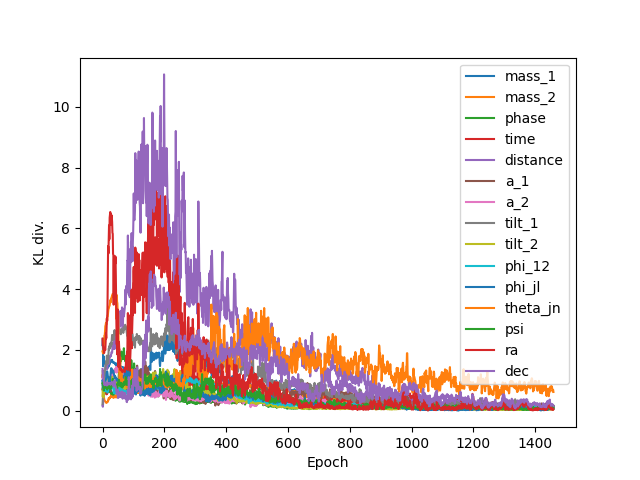 KL div.
10
8
6
4
2
0
0 200 400 600 800 1000 1200 1400
Epoch
mass_1
mass_2
phase
time
distance
a_1
a_2
tilt_1
tilt_2
phi_12
phi_jl
theta_jn
psi
ra
dec